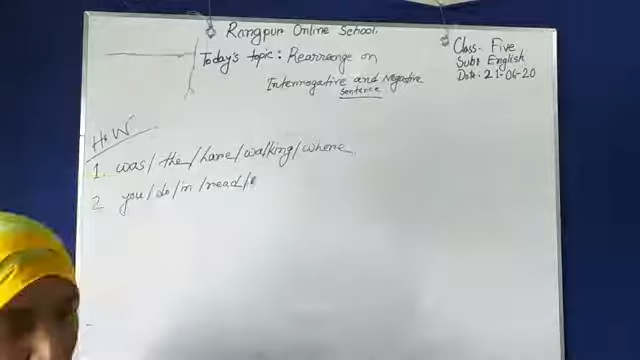 Rangpur Online School.
Today's topic: Rearrange on
Interrogative and Negative
sentence
Class- Five
Sub: English
Date: 21-06-20
H.W
1. was/ the/ hare/ walking/ where
2 you/ do/ in /read/